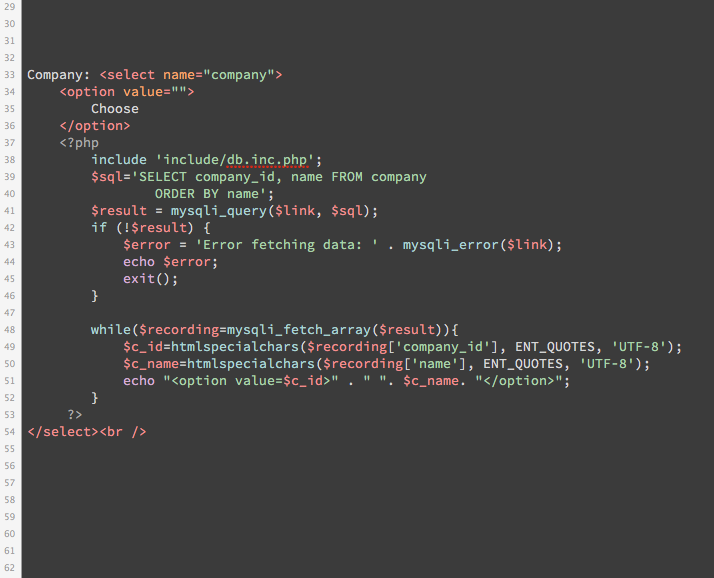 29
30
31
32
33 Company: <select name="company">
34 <option value="">
35 Choose
36 </option>
37 <?php
38 include 'include/db.inc.php';
39 $sql='SELECT company_id, name FROM company
40 ORDER BY name';
41 $result = mysqli_query($link, $sql);
42 if (!$result) {
43 $error = 'Error fetching data: ' . mysqli_error($link);
44 echo $error;
45 exit();
46 }
47
48 while($recording=mysqli_fetch_array($result)){
49 $c_id=htmlspecialchars($recording['company_id'], ENT_QUOTES, 'UTF-8');
50 $c_name=htmlspecialchars($recording['name'], ENT_QUOTES, 'UTF-8');
51 echo "<option value=$c_id>" . " ". $c_name. "</option>";
52 }
53 ?>
54 </select><br />
55
56
57
58
59
60
61
62